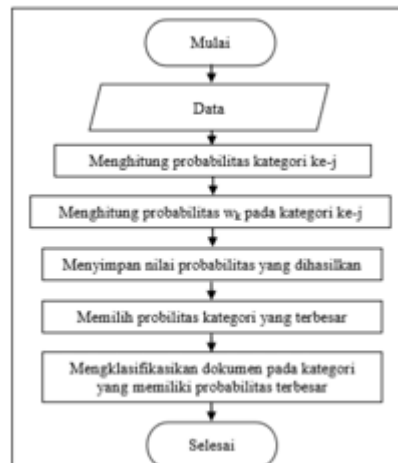 Mulai
Data
Menghitung probabilitas kategori ke-j
Menghitung probabilitas wₖ pada kategori ke-j
Menyimpan nilai probabilitas yang dihasilkan
Memilih probilitas kategori yang terbesar
Mengklasifikasikan dokumen pada kategori
yang memiliki probabilitas terbesar
Selesai